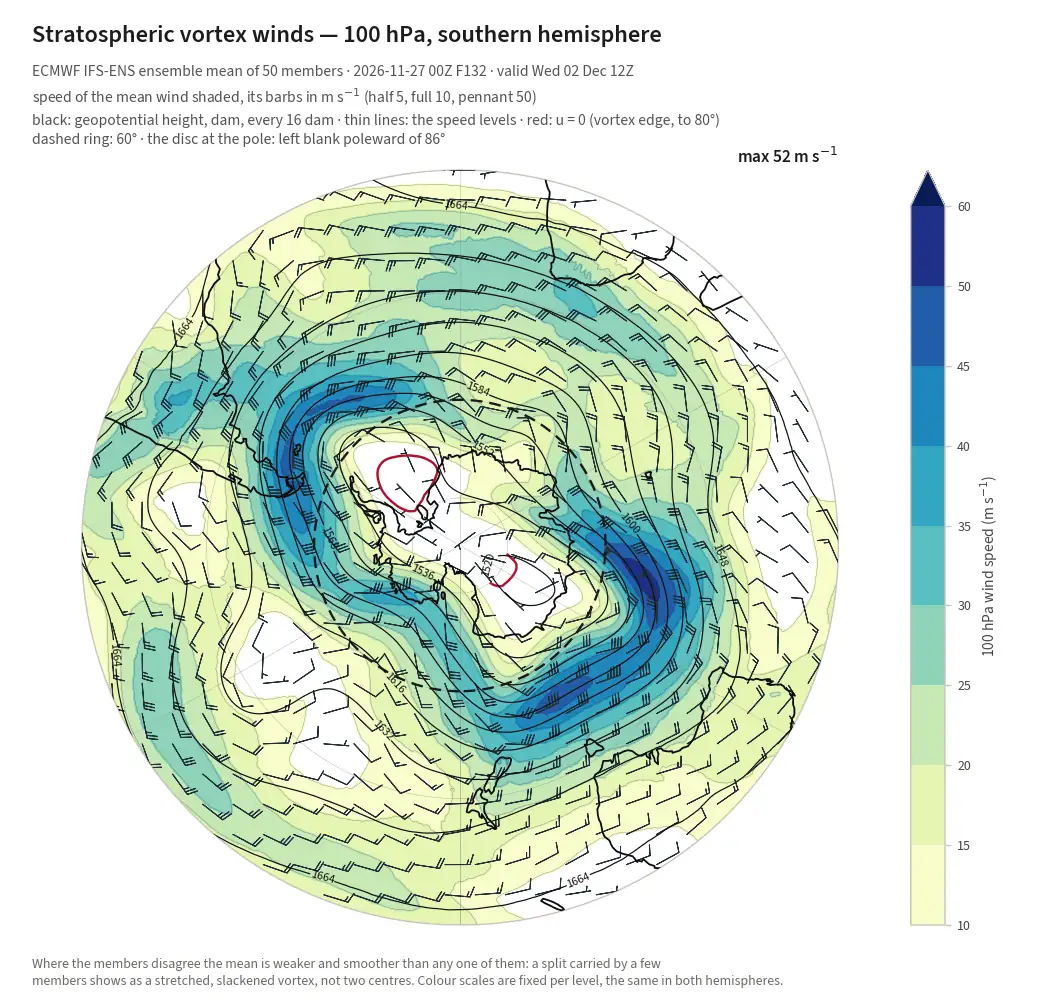 Stratospheric vortex winds — 100 hPa, southern hemisphere
ECMWF IFS-ENS ensemble mean of 50 members · 2026-11-27 00Z F132 · valid Wed 02 Dec 12Z
speed of the mean wind shaded, its barbs in m s⁻¹ (half 5, full 10, pennant 50)
black: geopotential height, dam, every 16 dam · thin lines: the speed levels · red: u = 0 (vortex edge, to 80°)
dashed ring: 60° · the disc at the pole: left blank poleward of 86°
max 52 m s⁻¹
1664
1664
1584
1600
1648
1568
1536
1520
1664
1616
1632
1664
1664
60
50
45
40
35
30
25
20
15
10
100 hPa wind speed (m s⁻¹)
Where the members disagree the mean is weaker and smoother than any one of them: a split carried by a few
members shows as a stretched, slackened vortex, not two centres. Colour scales are fixed per level, the same in both hemispheres.